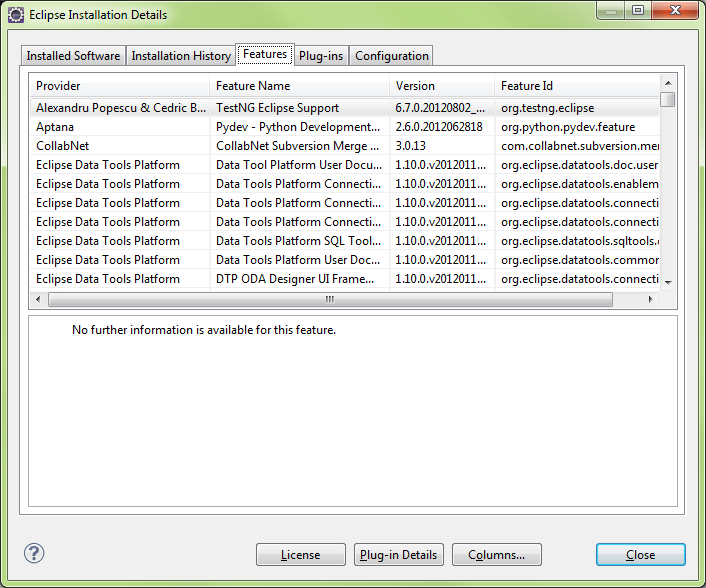 Eclipse Installation Details
Installed Software Installation History Features Plug-ins Configuration
Provider Feature Name Version Feature Id
Alexandru Popescu & Cedric B... TestNG Eclipse Support 6.7.0.20120802_... org.testng.eclipse
Aptana Pydev - Python Development... 2.6.0.2012062818 org.python.pydev.feature
CollabNet CollabNet Subversion Merge ... 3.0.13 com.collabnet.subversion.mer
Eclipse Data Tools Platform Data Tool Platform User Docu... 1.10.0.v2012011... org.eclipse.datatools.doc.user
Eclipse Data Tools Platform Data Tools Platform Connecti... 1.10.0.v2012011... org.eclipse.datatools.enablem
Eclipse Data Tools Platform Data Tools Platform Connecti... 1.10.0.v2012011... org.eclipse.datatools.connecti
Eclipse Data Tools Platform Data Tools Platform Connecti... 1.10.0.v2012011... org.eclipse.datatools.connecti
Eclipse Data Tools Platform Data Tools Platform SQL Tool... 1.10.0.v2012011... org.eclipse.datatools.sqltools.
Eclipse Data Tools Platform Data Tools Platform User Doc... 1.10.0.v2012011... org.eclipse.datatools.common
Eclipse Data Tools Platform DTP ODA Designer UI Frame... 1.10.0.v2012011... org.eclipse.datatools.connecti
No further information is available for this feature.
? License Plug-in Details Columns... Close